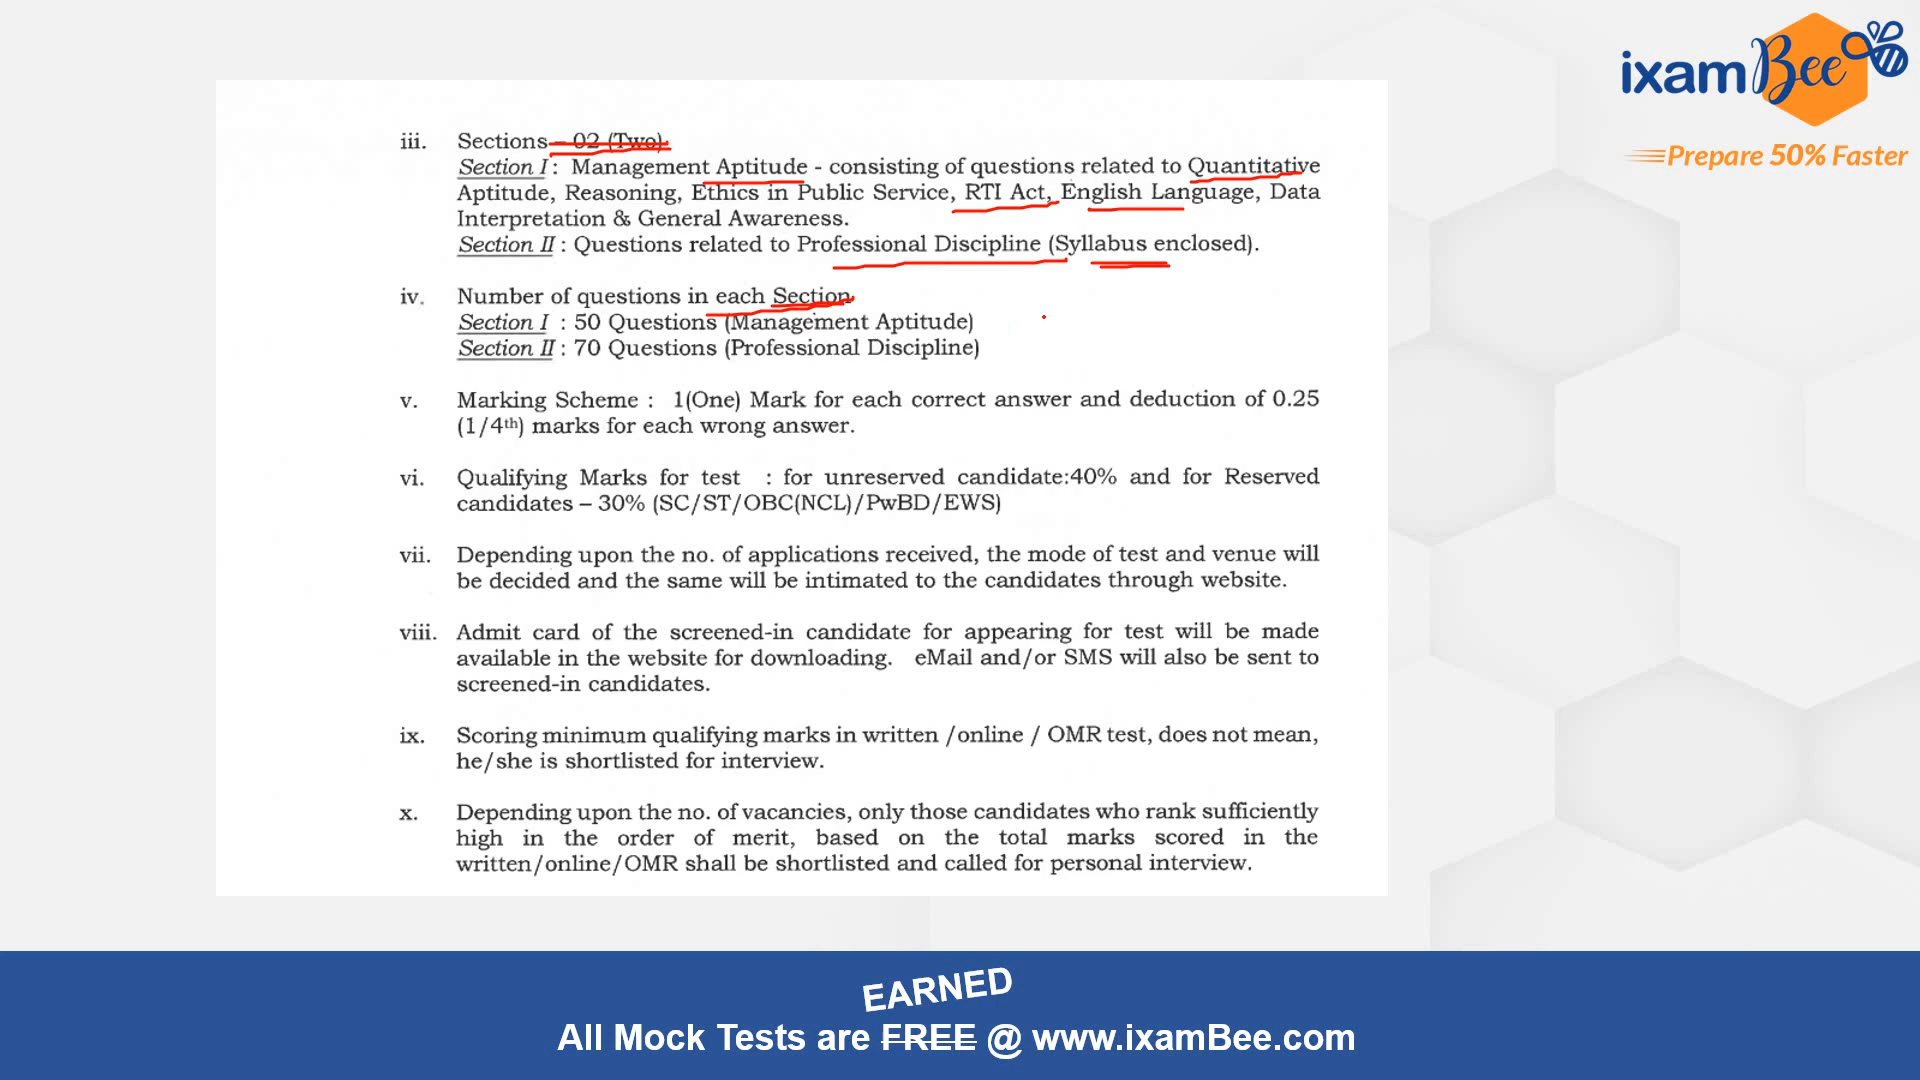 ixamBee
Prepare 50% Faster
iii. Sections – 02 (Two)
Section I : Management Aptitude - consisting of questions related to Quantitative
Aptitude, Reasoning, Ethics in Public Service, RTI Act, English Language, Data
Interpretation & General Awareness.
Section II : Questions related to Professional Discipline (Syllabus enclosed).
iv. Number of questions in each Section
Section I : 50 Questions (Management Aptitude)
Section II : 70 Questions (Professional Discipline)
v. Marking Scheme : 1(One) Mark for each correct answer and deduction of 0.25
(1/4th) marks for each wrong answer.
vi. Qualifying Marks for test : for unreserved candidate:40% and for Reserved
candidates – 30% (SC/ST/OBC(NCL)/PwBD/EWS)
vii. Depending upon the no. of applications received, the mode of test and venue will
be decided and the same will be intimated to the candidates through website.
viii. Admit card of the screened-in candidate for appearing for test will be made
available in the website for downloading. eMail and/or SMS will also be sent to
screened-in candidates.
ix. Scoring minimum qualifying marks in written /online / OMR test, does not mean,
he/she is shortlisted for interview.
x. Depending upon the no. of vacancies, only those candidates who rank sufficiently
high in the order of merit, based on the total marks scored in the
written/online/OMR shall be shortlisted and called for personal interview.
EARNED
All Mock Tests are FREE @ www.ixamBee.com